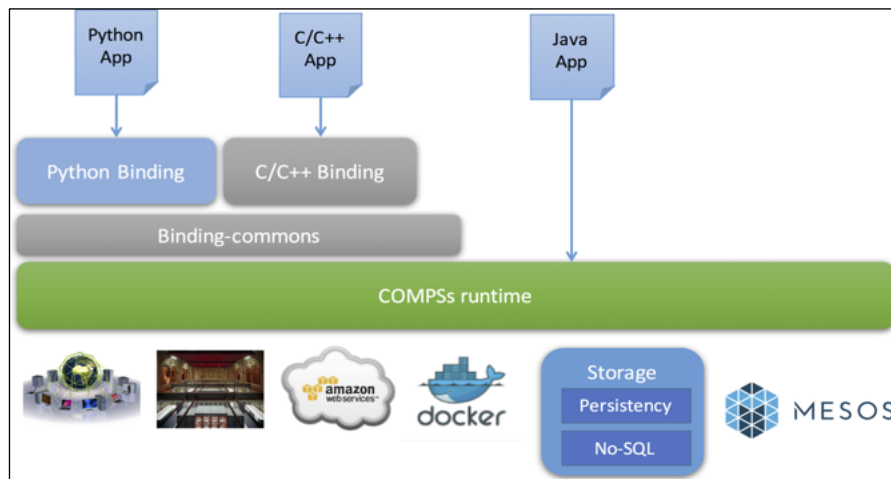 Python
App
C/C++
App
Java
App
Python Binding
C/C++ Binding
Binding-commons
COMPSs runtime
amazon
webservices™
docker
Storage
Persistency
No-SQL
MESOS